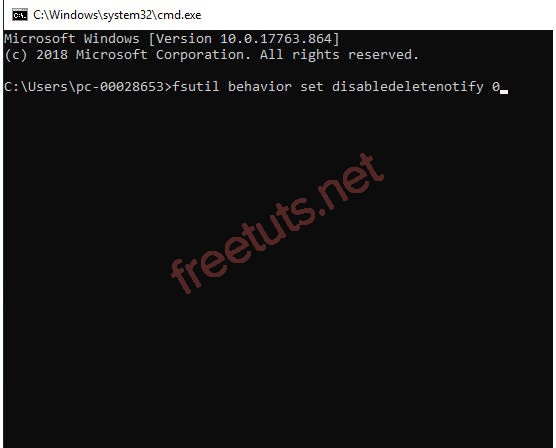 C:\Windows\system32\cmd.exe
Microsoft Windows [Version 10.0.17763.864]
(c) 2018 Microsoft Corporation. All rights reserved.
C:\Users\pc-00028653>fsutil behavior set disabledeletenotify 0
freetuts.net